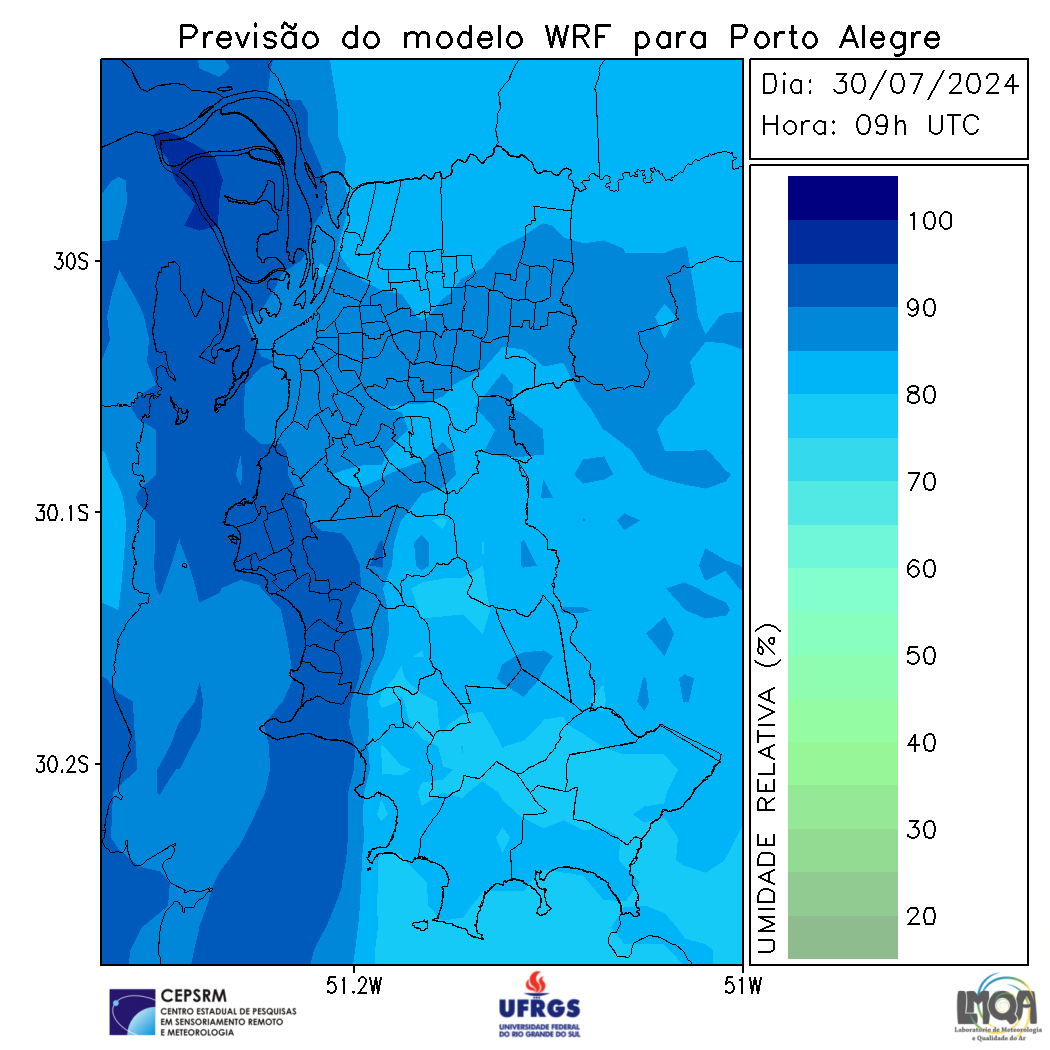 Previsão do modelo WRF para Porto Alegre
Dia: 30/07/2024
Hora: 09h UTC
30S
30.1S
30.2S
51.2W
51W
100
90
80
70
60
50
40
30
20
UMIDADE RELATIVA (%)
CEPSRM
CENTRO ESTADUAL DE PESQUISAS
EM SENSORIAMENTO REMOTO
E METEOROLOGIA
UFRGS
UNIVERSIDADE FEDERAL
DO RIO GRANDE DO SUL
LMQA
Laboratório de Meteorologia
e Qualidade do Ar